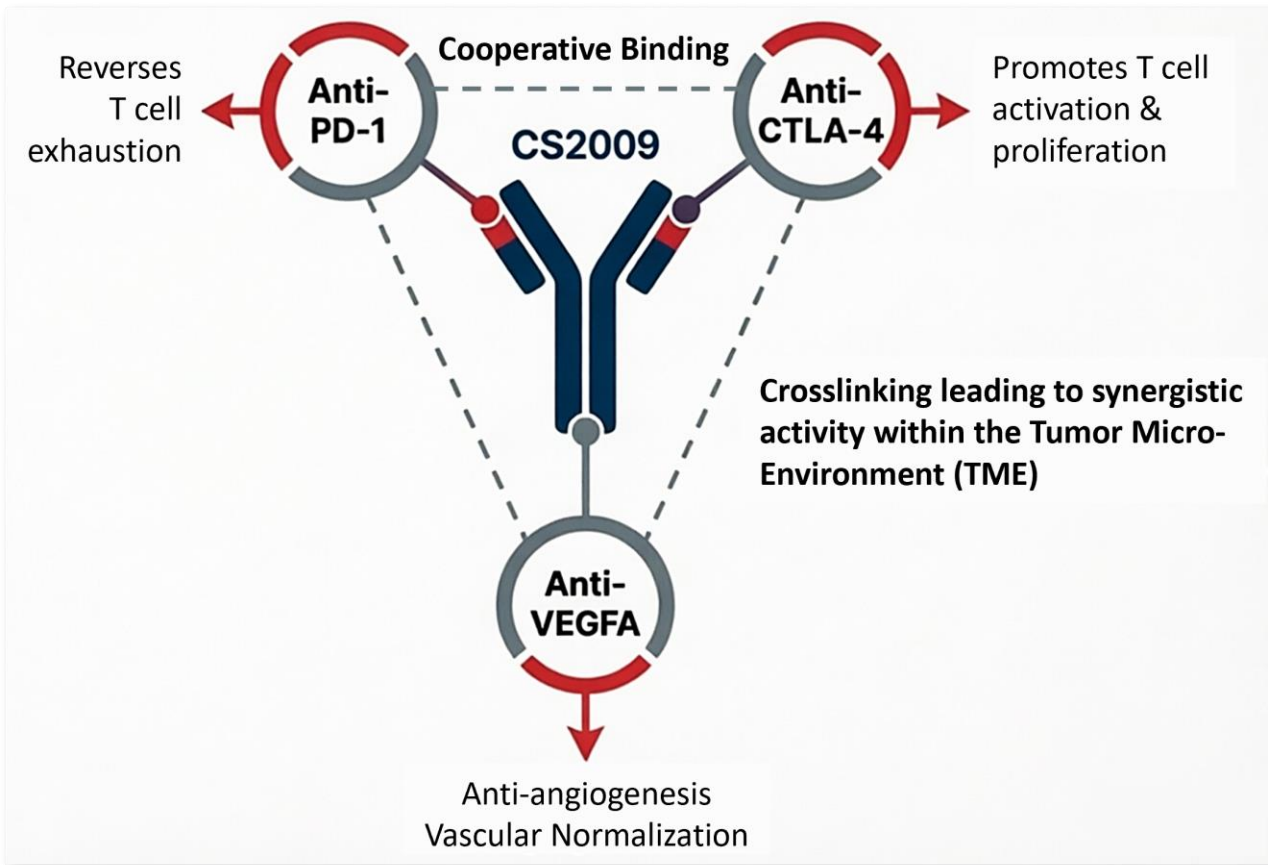 Reverses
T cell
exhaustion
Anti-
PD-1
Cooperative Binding
CS2009
Anti-
CTLA-4
Promotes T cell
activation &
proliferation
Crosslinking leading to synergistic
activity within the Tumor Micro-
Environment (TME)
Anti-
VEGFA
Anti-angiogenesis
Vascular Normalization